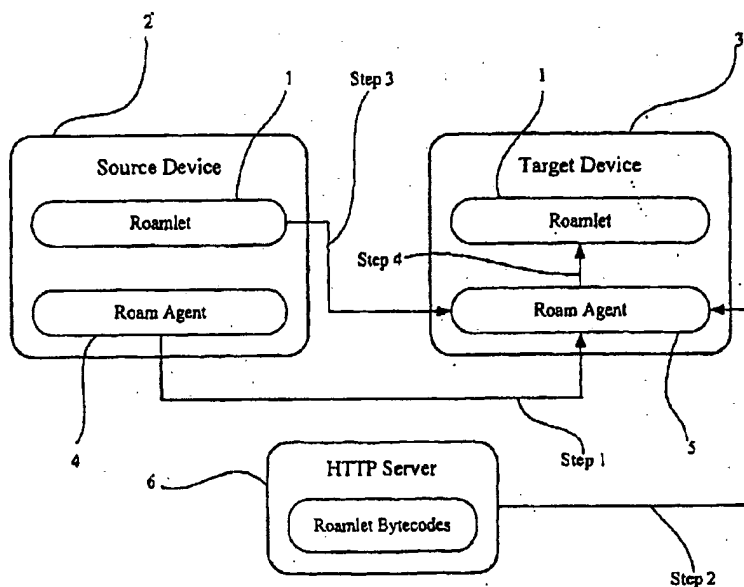 2
Step 3
1
1
3
Source Device
Target Device
Roamlet
Roamlet
Step 4
Roam Agent
Roam Agent
4
Step 1
5
6
HTTP Server
Roamlet Bytecodes
Step 2